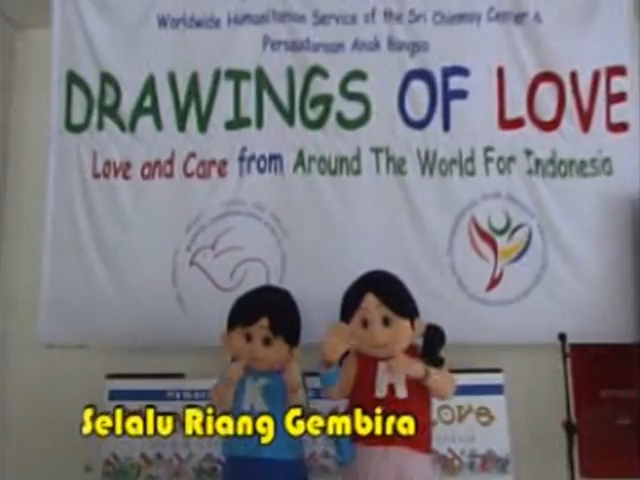 Worldwide Humanitarian Service of the Sri Chinmoy Center &
Persaudaraan Anak Bangsa
DRAWINGS OF LOVE
Love and Care from Around The World For Indonesia
K
H
Selalu Riang Gembira